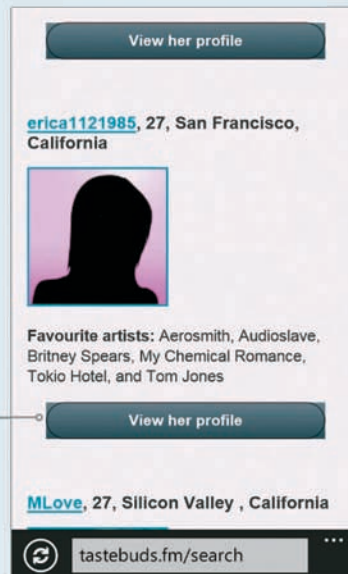 View her profile
erica1121985, 27, San Francisco,
California
Favourite artists: Aerosmith, Audioslave,
Britney Spears, My Chemical Romance,
Tokio Hotel, and Tom Jones
View her profile
MLove, 27, Silicon Valley , California
tastebuds.fm/search
...